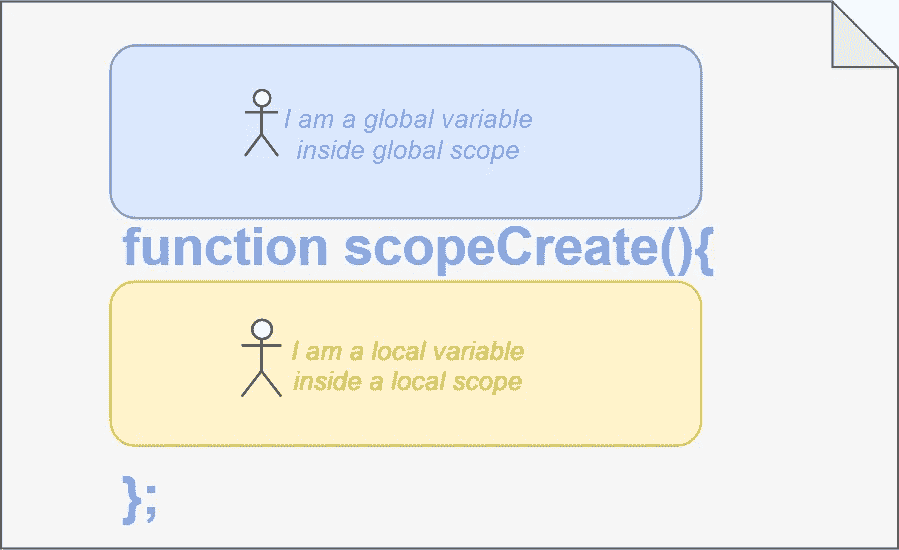 I am a global variable
inside global scope
function scopeCreate(){
I am a local variable
inside a local scope
};